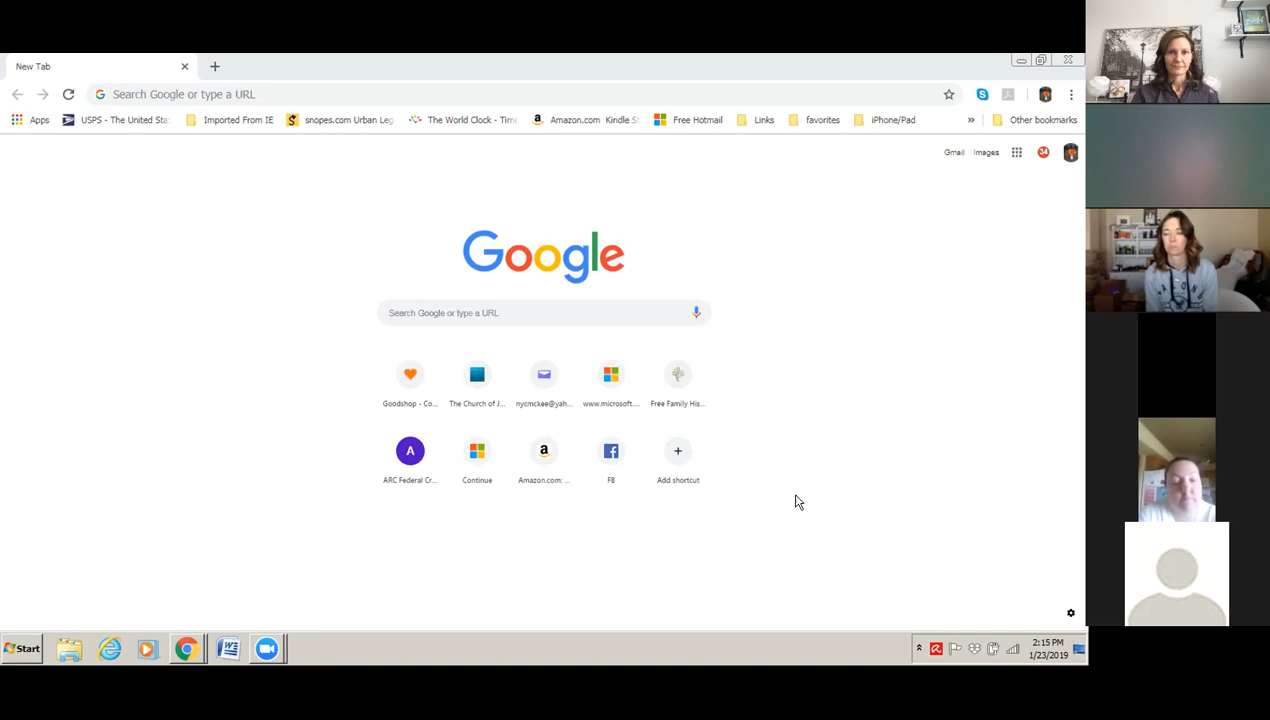 New Tab
Search Google or type a URL
Apps USPS - The United Sta Imported From IE snopes.com Urban Leg The World Clock - Time Amazon.com Kindle S Free Hotmail Links favorites iPhone/Pad » Other bookmarks
Gmail Images 34
Google
Search Google or type a URL
Goodshop - Co... The Church of J... nycmckee@yah... www.microsoft.... Free Family His...
A a
ARC Federal Cr... Continue Amazon.com: ... FB Add shortcut
Start 2:15 PM
1/23/2019